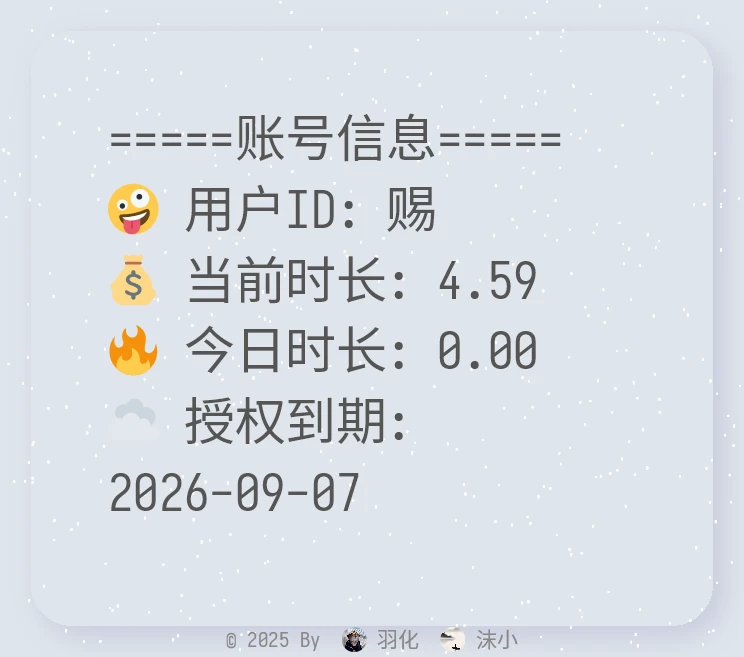 =====账号信息=====
🤪 用户ID: 赐
💰 当前时长: 4.59
🔥 今日时长: 0.00
☁️ 授权到期:
2026-09-07
© 2025 By 羽化 沫小